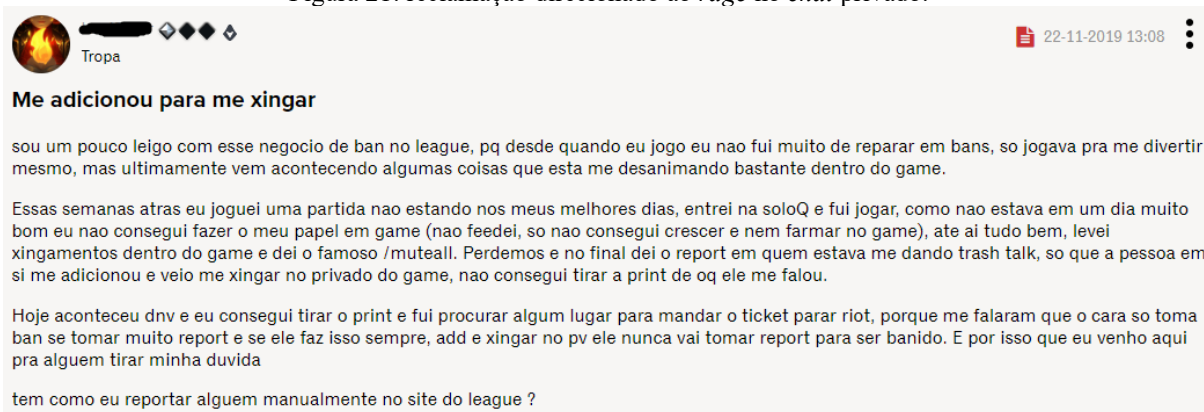 Figura reclamação direcionado ao rage no chat privado.
Tropa
22-11-2019 13:08
Me adicionou para me xingar
sou um pouco leigo com esse negocio de ban no league, pq desde quando eu jogo eu nao fui muito de reparar em bans, so jogava pra me divertir
mesmo, mas ultimamente vem acontecendo algumas coisas que esta me desanimando bastante dentro do game.
Essas semanas atras eu joguei uma partida nao estando nos meus melhores dias, entrei na soloQ e fui jogar, como nao estava em um dia muito
bom eu nao consegui fazer o meu papel em game (nao feedei, so nao consegui crescer e nem farmar no game), ate ai tudo bem, levei
xingamentos dentro do game e dei o famoso /muteall. Perdemos e no final dei o report em quem estava me dando trash talk, so que a pessoa em
si me adicionou e veio me xingar no privado do game, nao consegui tirar a print de oq ele me falou.
Hoje aconteceu dnv e eu consegui tirar o print e fui procurar algum lugar para mandar o ticket parar riot, porque me falaram que o cara so toma
ban se tomar muito report e se ele faz isso sempre, add e xingar no pv ele nunca vai tomar report para ser banido. E por isso que eu venho aqui
pra alguem tirar minha duvida
tem como eu reportar alguem manualmente no site do league ?